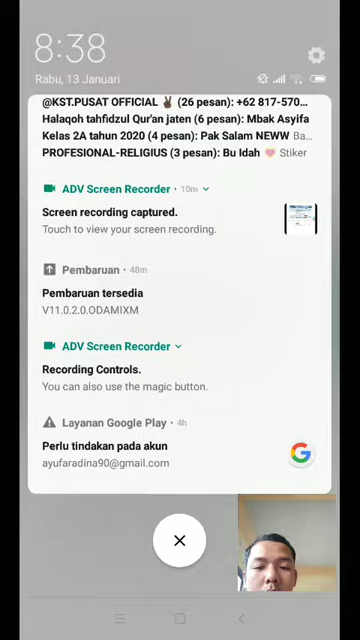 8:38
Rabu, 13 Januari
@KST.PUSAT OFFICIAL ✌🏿 (26 pesan): +62 817-570...
Halaqoh tahfidzul Qur'an jaten (6 pesan): Mbak Asyifa
Kelas 2A tahun 2020 (4 pesan): Pak Salam NEWW Ba...
PROFESIONAL-RELIGIUS (3 pesan): Bu Idah 💝 Stiker
ADV Screen Recorder • 10m
Screen recording captured.
Touch to view your screen recording.
Pembaruan • 48m
Pembaruan tersedia
V11.0.2.0.ODAMIXM
ADV Screen Recorder
Recording Controls.
You can also use the magic button.
Layanan Google Play • 4h
Perlu tindakan pada akun
ayufaradina90@gmail.com